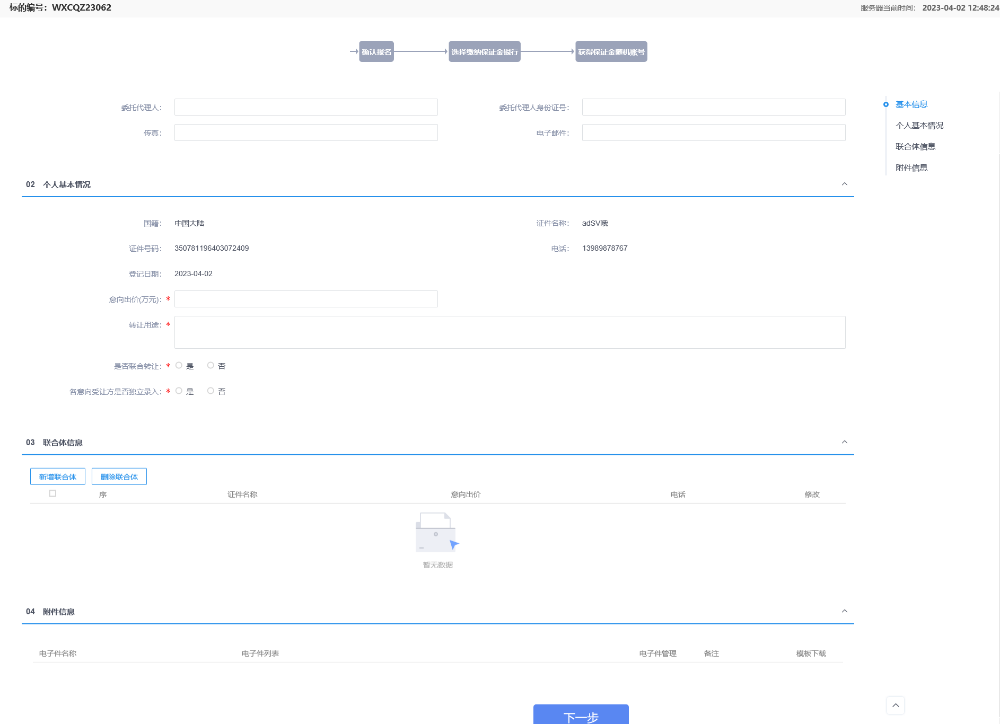 标的编号：WXCQZ23062
服务器当前时间： 2023-04-02 12:48:24
确认报名 选择缴纳保证金银行 获得保证金随机账号
委托代理人： 委托代理人身份证号：
传真： 电子邮件：
基本信息
个人基本情况
联合体信息
附件信息
02 个人基本情况
国籍： 中国大陆 证件名称： adSV哦
证件号码： 350781196403072409 电话： 13989878767
登记日期： 2023-04-02
意向出价(万元)： *
转让用途： *
是否联合转让： * 是 否
各意向受让方是否独立录入： * 是 否
03 联合体信息
新增联合体 删除联合体
序 证件名称 意向出价 电话 修改
暂无数据
04 附件信息
电子件名称 电子件列表 电子件管理 备注 模板下载
下一步